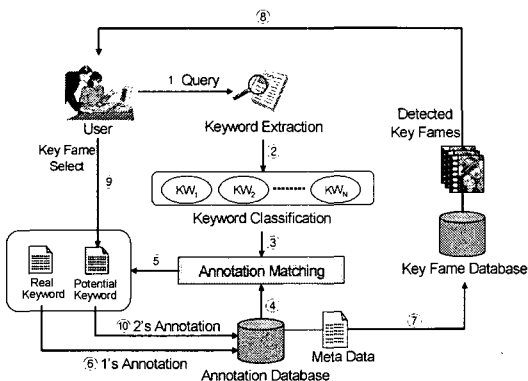 ⑧
1 Query
User
Keyword Extraction
Detected
Key Fames
Key Fame
Select
②
9
KW1 KW2 KWN
Keyword Classification
③
5
Annotation Matching
Real
Keyword
Potential
Keyword
Key Fame Database
④
⑩ 2's Annotation
⑦
Meta Data
⑥ 1's Annotation
Annotation Database